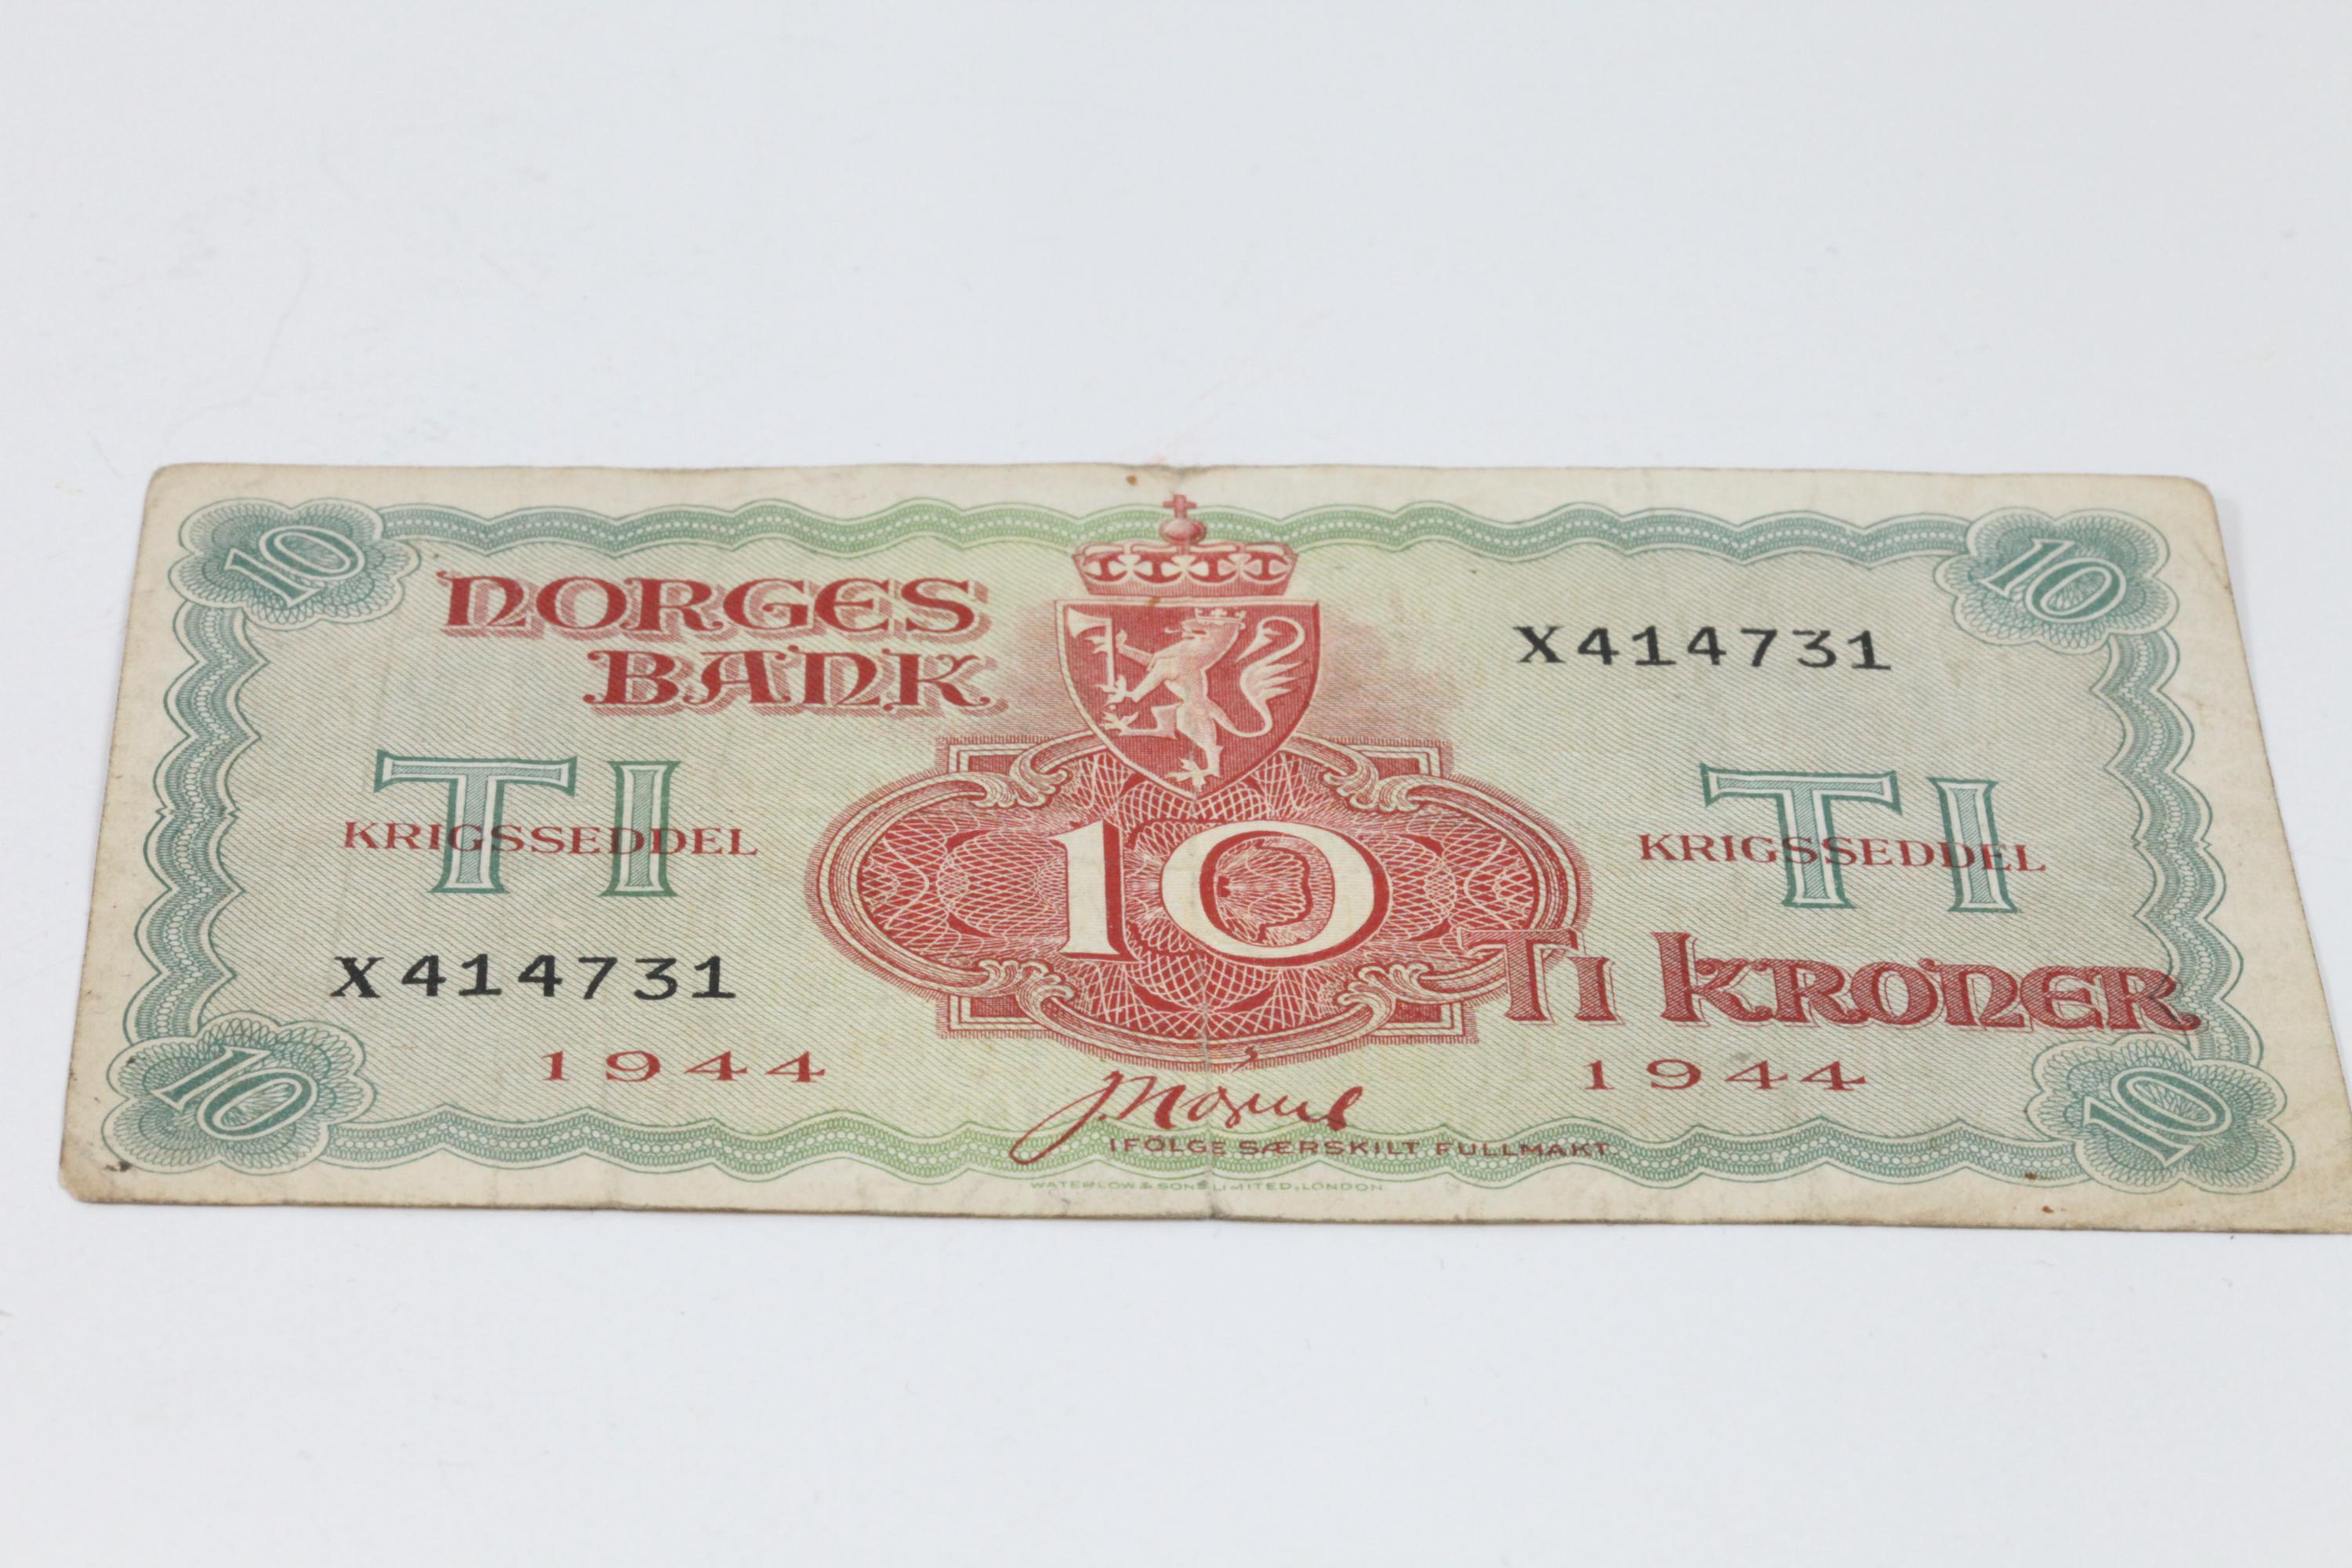 10
10
NORGES
BANK
X414731
TI
TI
KRIGSSEDDEL
KRIGSSEDDEL
10
X414731
TI KRONER
1944
1944
10
10
IFØLGE SÆRSKILT FULLMAKT
WATERLOW & SONS LIMITED, LONDON.